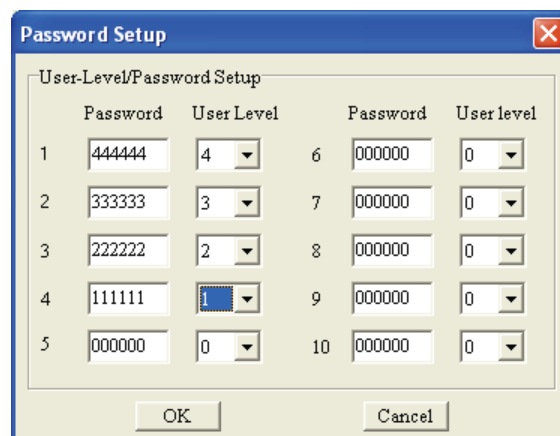 Password Setup
User-Level/Password Setup
Password User Level Password User level
1 444444 4 6 000000 0
2 333333 3 7 000000 0
3 222222 2 8 000000 0
4 111111 1 9 000000 0
5 000000 0 10 000000 0
OK Cancel